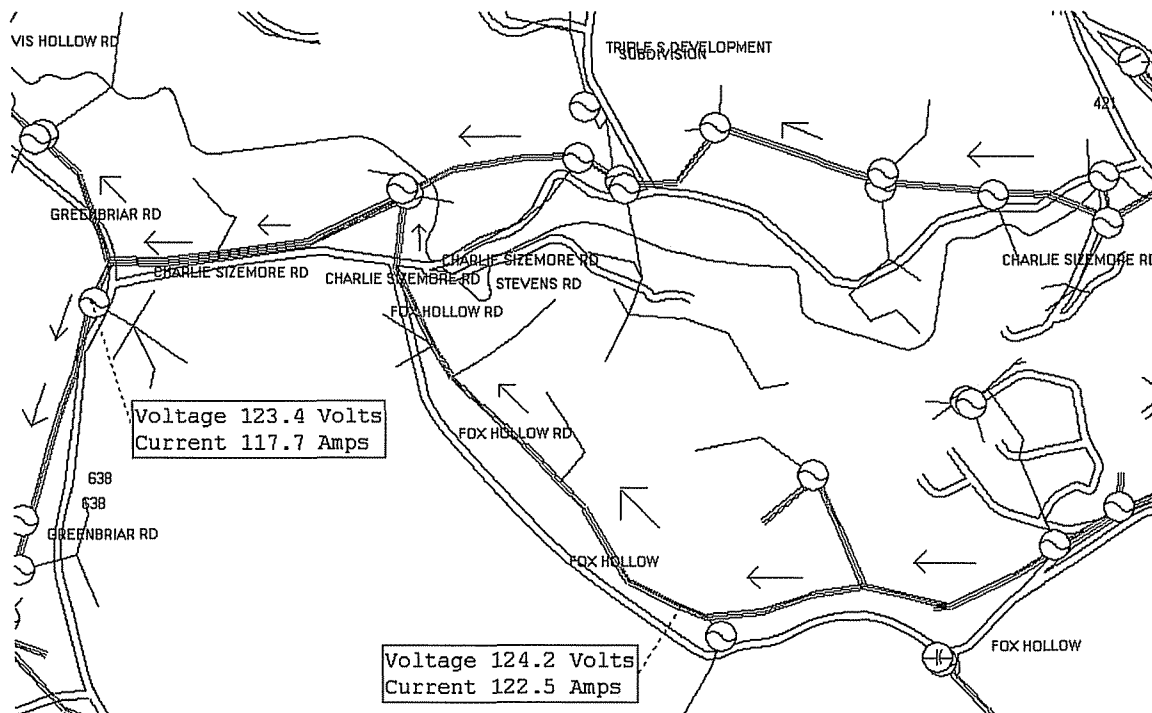 VIS HOLLOW RD
TRIPLE S DEVELOPMENT
SUBDIVISION
421
GREENBRIAR RD
CHARLIE SIZEMORE RD
CHARLIE SIZEMORE RD
CHARLIE SIZEMORE RD
CHARLIE SIZEMORE RD
STEVENS RD
FOX HOLLOW RD
Voltage 123.4 Volts
Current 117.7 Amps
FOX HOLLOW RD
638
638
GREENBRIAR RD
FOX HOLLOW
FOX HOLLOW
Voltage 124.2 Volts
Current 122.5 Amps